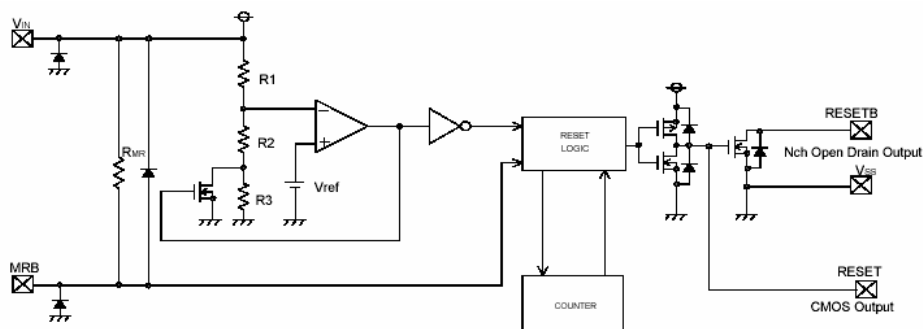 VIN
R1
RMR
R2
Vref
R3
RESET
LOGIC
RESETB
Nch Open Drain Output
VSS
MRB
COUNTER
RESET
CMOS Output